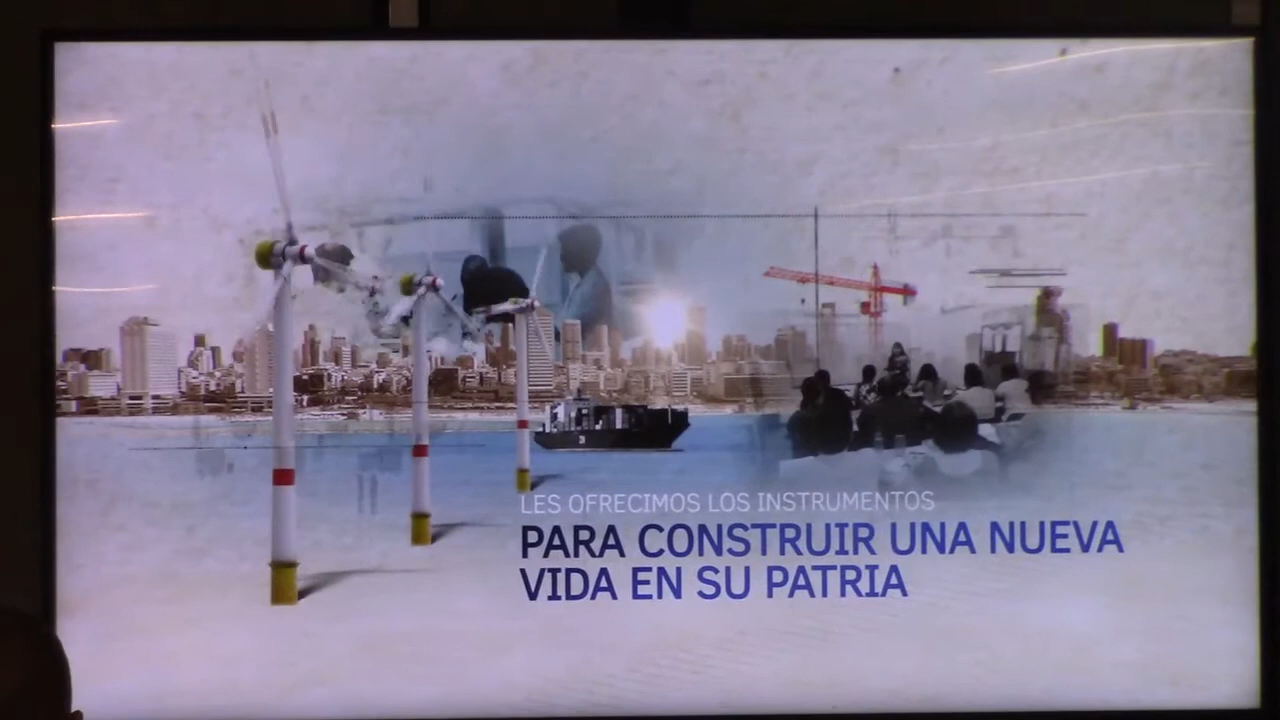 LES OFRECIMOS LOS INSTRUMENTOS
PARA CONSTRUIR UNA NUEVA
VIDA EN SU PATRIA